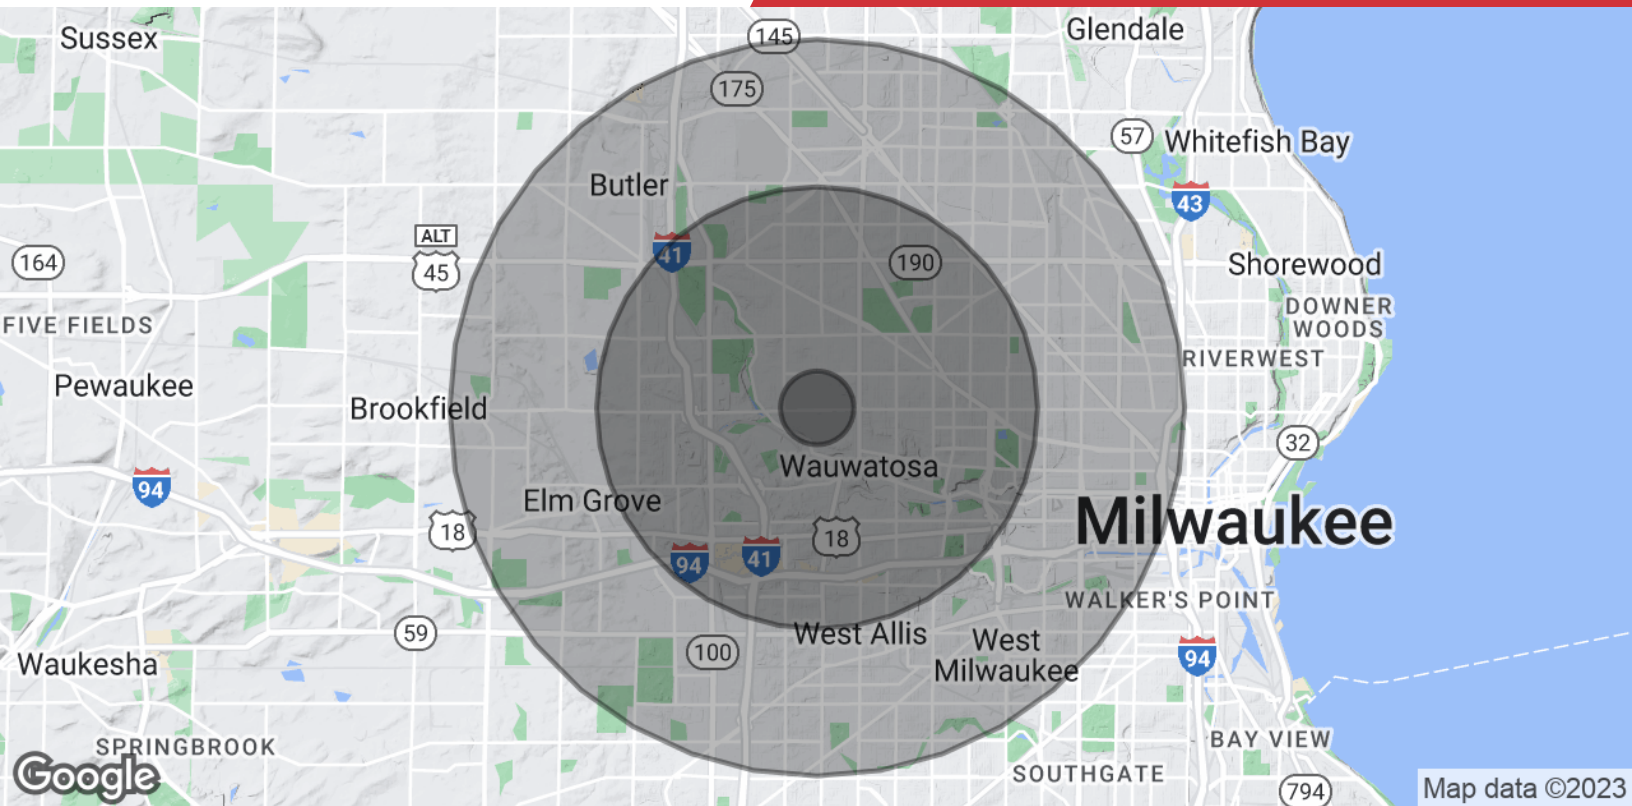 Sussex
145
Glendale
175
57
Whitefish Bay
Butler
43
ALT
45
41
190
164
Shorewood
DOWNER
WOODS
FIVE FIELDS
RIVERWEST
Pewaukee
Brookfield
32
Wauwatosa
94
Elm Grove
Milwaukee
18
18
94
41
WALKER'S POINT
59
West Allis
West
Milwaukee
100
94
Waukesha
SPRINGBROOK
BAY VIEW
Google
SOUTHGATE
794
Map data ©2023